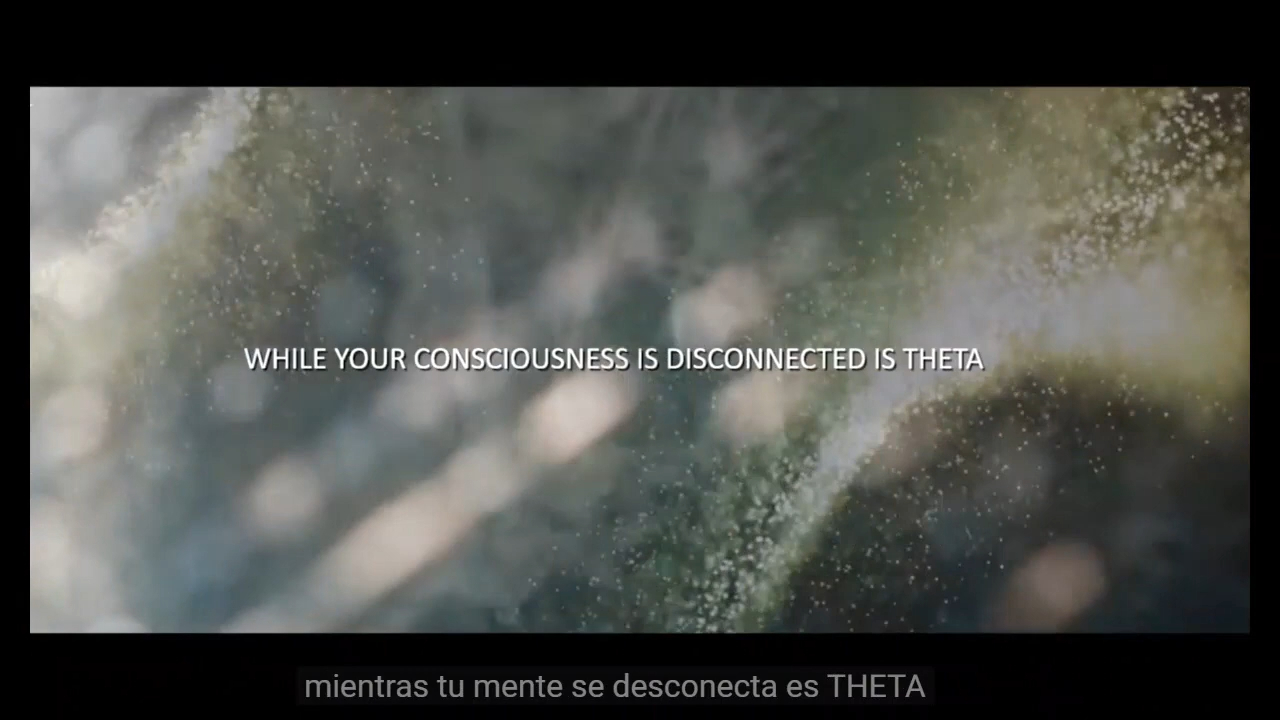 WHILE YOUR CONSCIOUSNESS IS DISCONNECTED IS THETA
mientras tu mente se desconecta es THETA